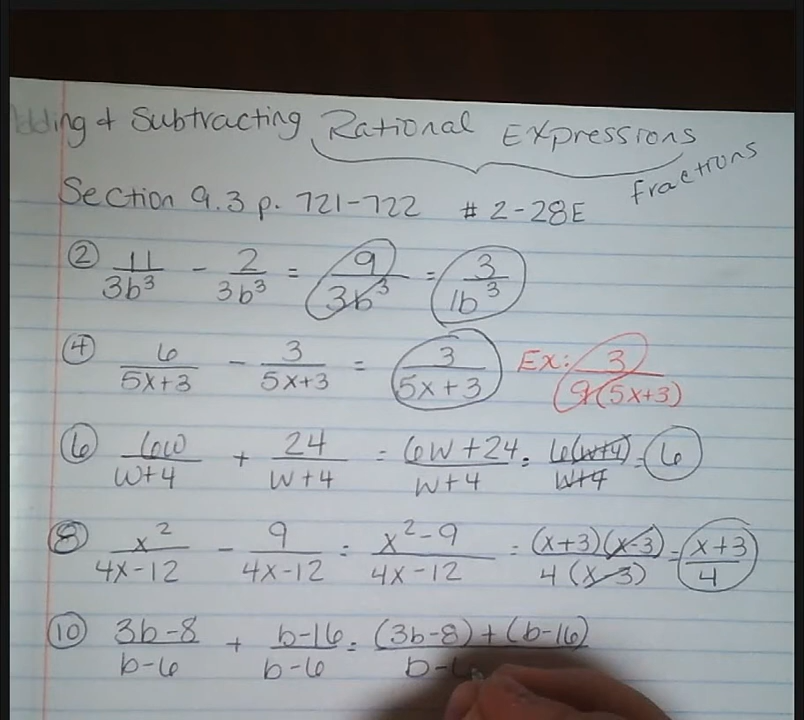 Adding & Subtracting Rational Expressions
fractions
Section 9.3 p. 721-722 # 2-28E
② 11/3b³ - 2/3b³ = 9/3b³ = 3/1b³
④ 6/5x+3 - 3/5x+3 = 3/5x+3 Ex: 3/9(5x+3)
⑥ 6w/w+4 + 24/w+4 = 6w+24/w+4 = 6(w+4)/w+4 = 6
⑧ x²/4x-12 - 9/4x-12 = x²-9/4x-12 = (x+3)(x-3)/4(x-3) = x+3/4
⑩ 3b-8/b-6 + b-16/b-6 = (3b-8)+(b-16)/b-6